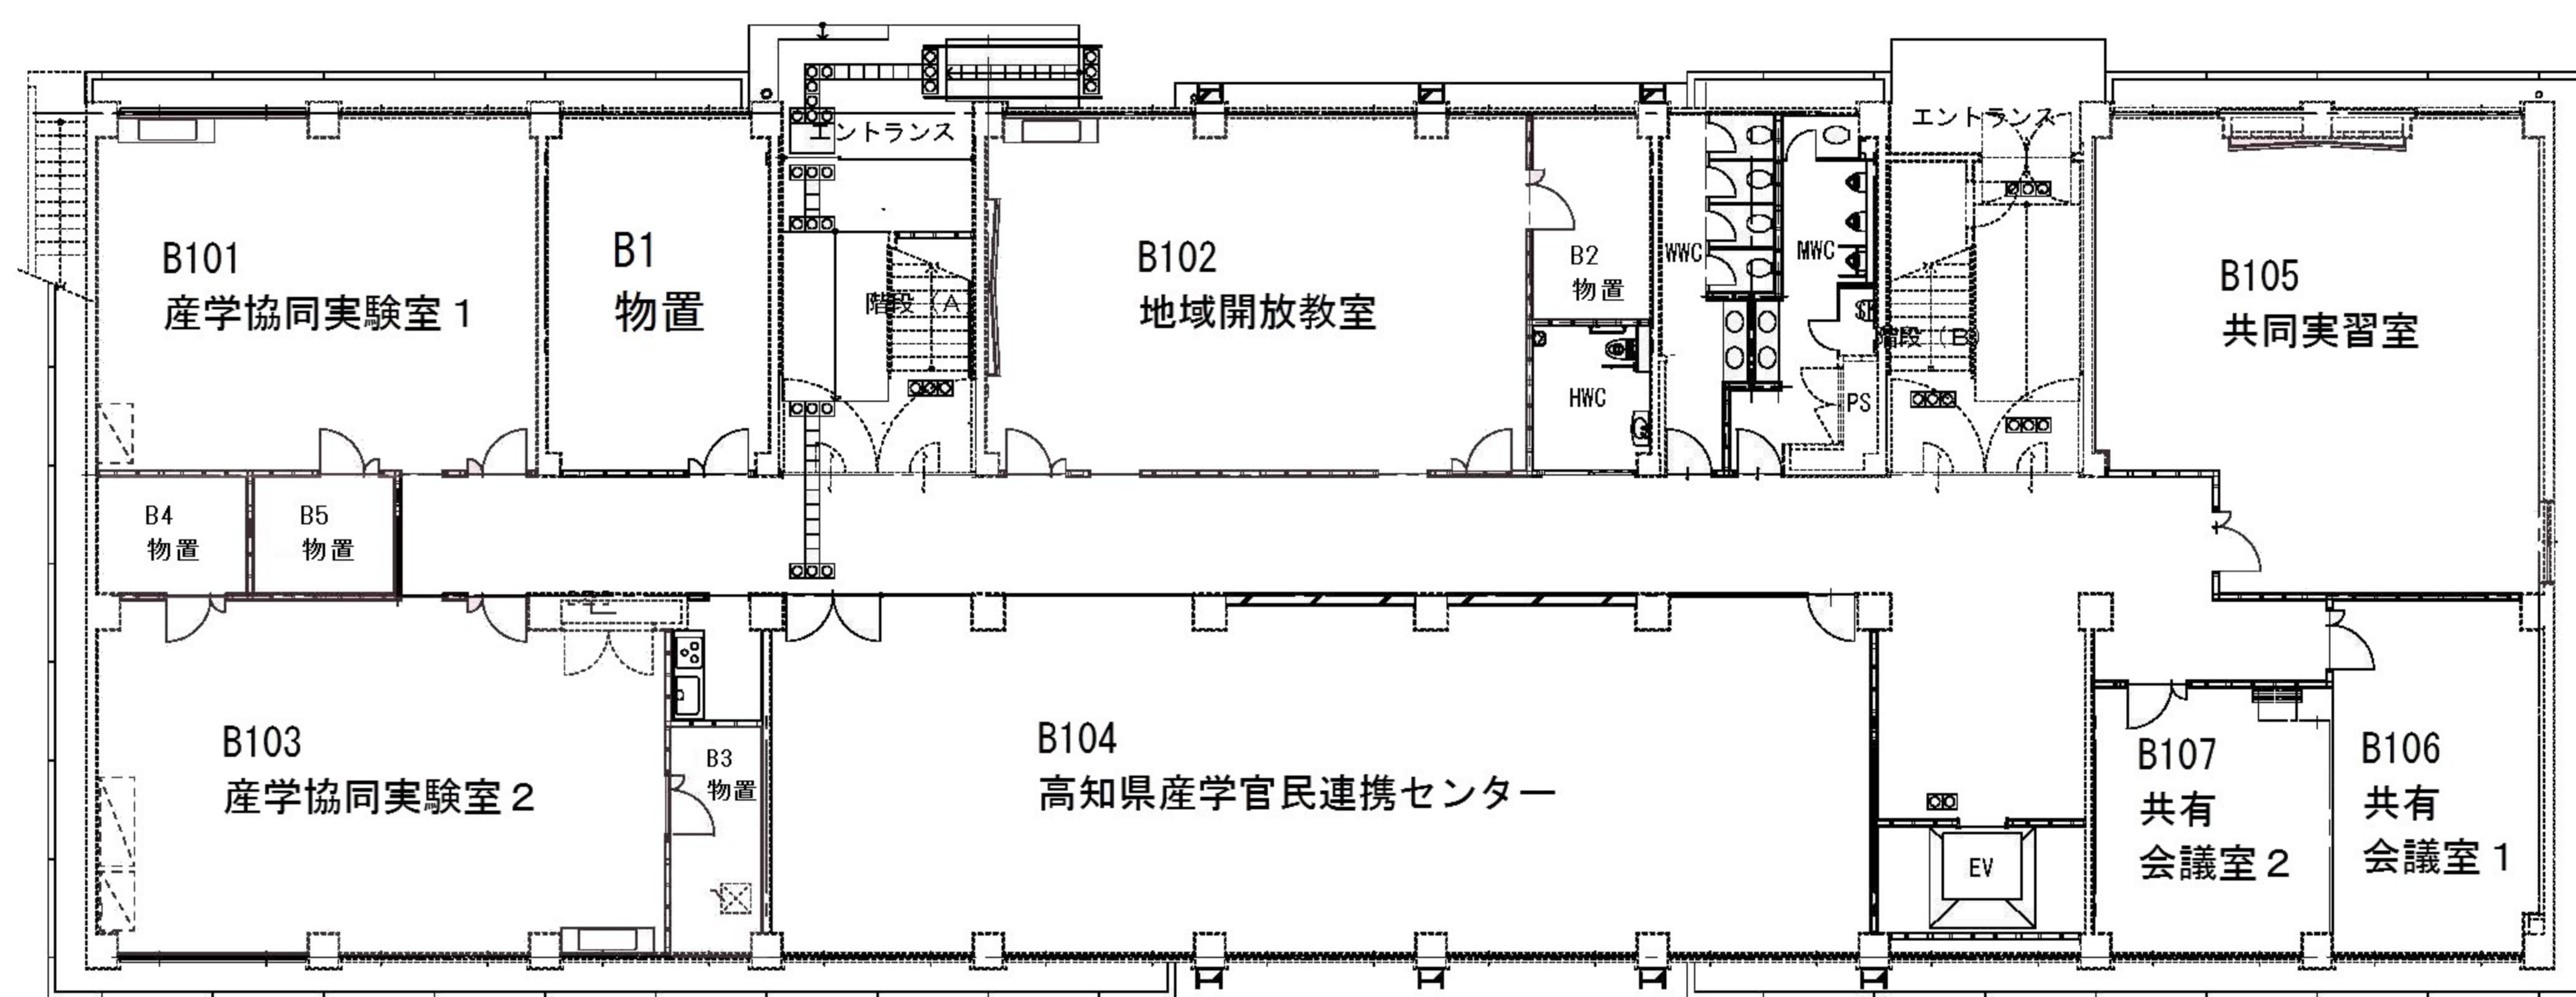 エントランス
エントランス
B101
産学協同実験室１
B1
物置
階段（A）
B102
地域開放教室
B2
物置
WWC
MWC
SK
階段（B）
B105
共同実習室
HWC
PS
B4
物置
B5
物置
B103
産学協同実験室２
B3
物置
B104
高知県産学官民連携センター
EV
B107
共有
会議室２
B106
共有
会議室１